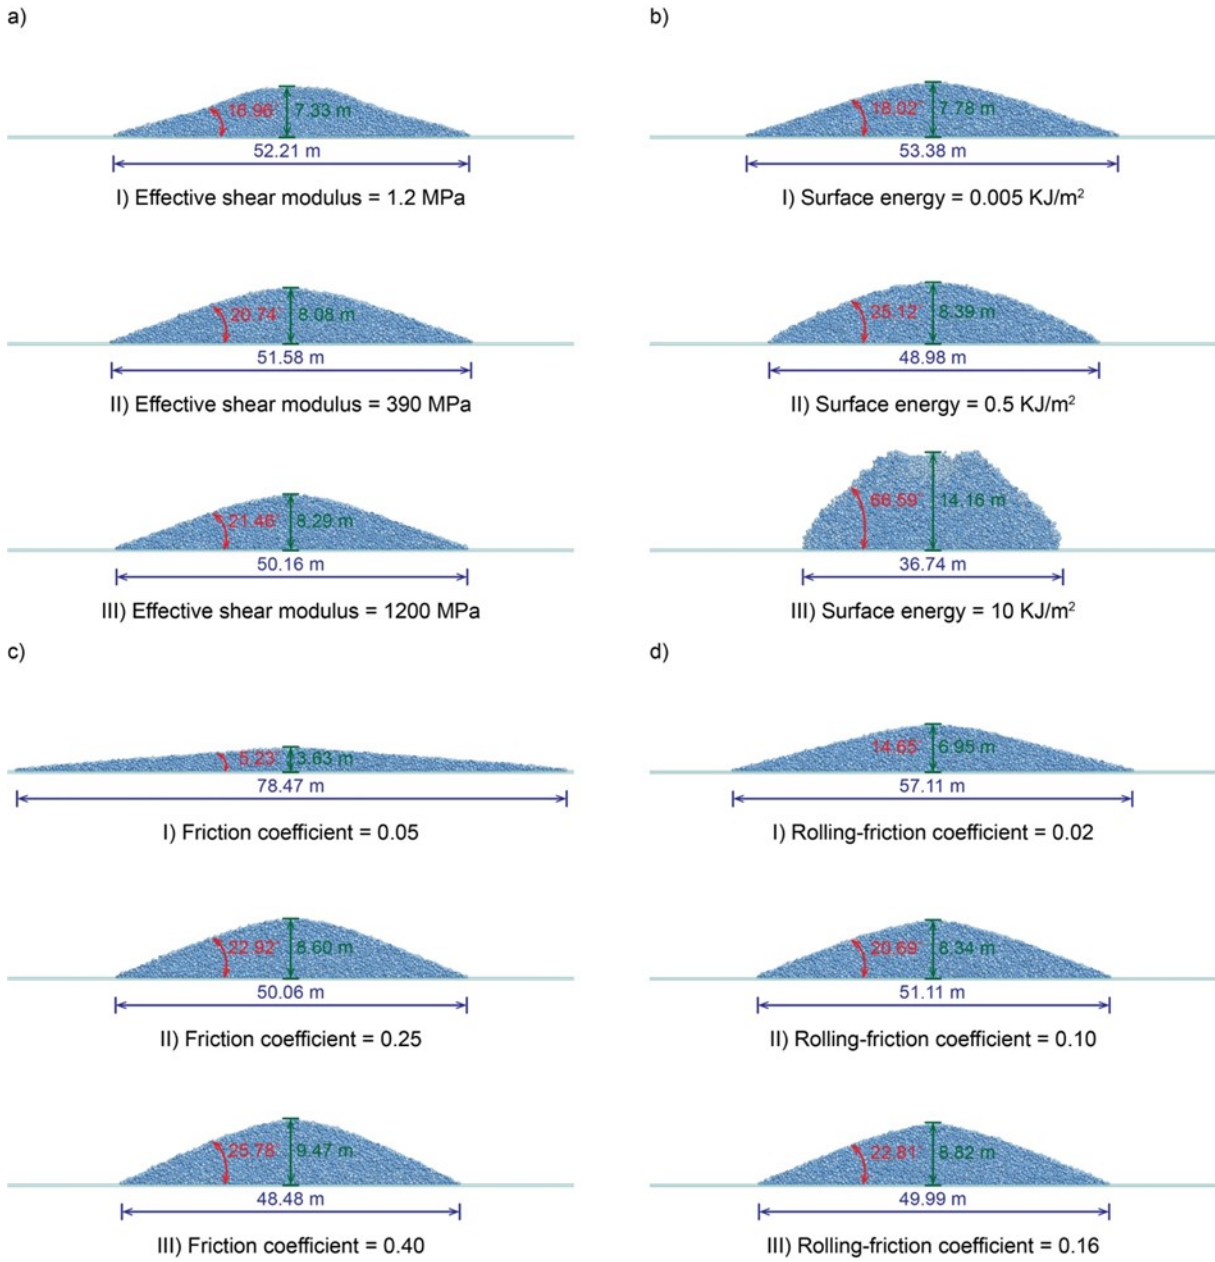 a)
16.96°
7.33 m
52.21 m
I) Effective shear modulus = 1.2 MPa
20.74°
8.08 m
51.58 m
II) Effective shear modulus = 390 MPa
21.46°
8.29 m
50.16 m
III) Effective shear modulus = 1200 MPa
b)
18.02°
7.78 m
53.38 m
I) Surface energy = 0.005 KJ/m²
25.12°
8.39 m
48.98 m
II) Surface energy = 0.5 KJ/m²
66.59°
14.16 m
36.74 m
III) Surface energy = 10 KJ/m²
c)
3.63 m
78.47 m
I) Friction coefficient = 0.05
22.92°
8.60 m
50.06 m
II) Friction coefficient = 0.25
25.78°
9.47 m
48.48 m
III) Friction coefficient = 0.40
d)
14.65°
6.95 m
57.11 m
I) Rolling-friction coefficient = 0.02
20.69°
8.34 m
51.11 m
II) Rolling-friction coefficient = 0.10
22.81°
8.82 m
49.99 m
III) Rolling-friction coefficient = 0.16